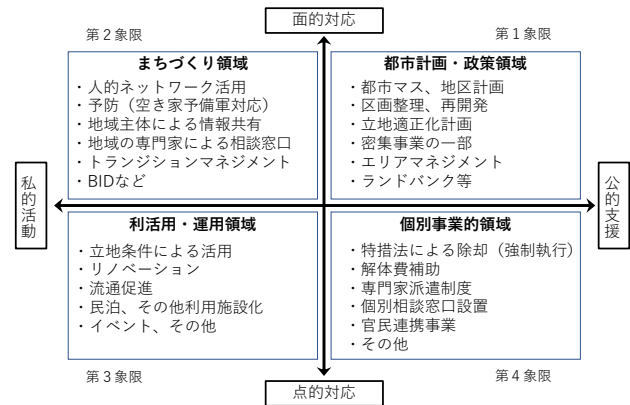 面的対応
第2象限
第1象限
まちづくり領域
・人的ネットワーク活用
・予防（空き家予備軍対応）
・地域主体による情報共有
・地域の専門家による相談窓口
・トランジションマネジメント
・BIDなど
都市計画・政策領域
・都市マス、地区計画
・区画整理、再開発
・立地適正化計画
・密集事業の一部
・エリアマネジメント
・ランドバンク等
私的活動
公的支援
利活用・運用領域
・立地条件による活用
・リノベーション
・流通促進
・民泊、その他利用施設化
・イベント、その他
個別事業的領域
・特措法による除却（強制執行）
・解体費補助
・専門家派遣制度
・個別相談窓口設置
・官民連携事業
・その他
第3象限
第4象限
点的対応